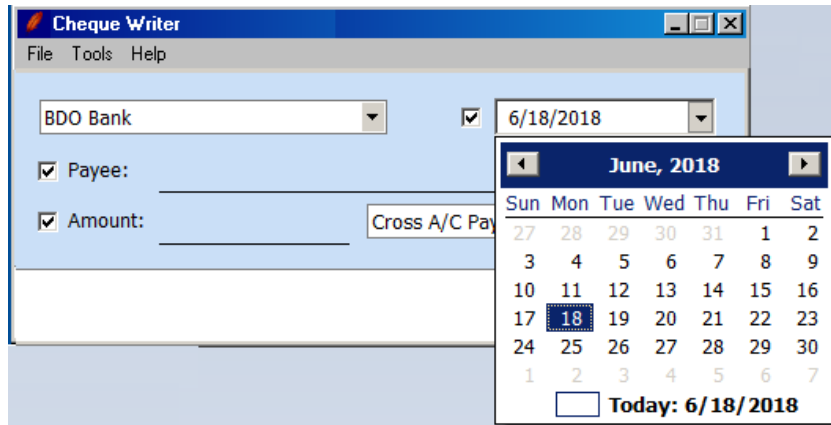 Cheque Writer
File Tools Help
BDO Bank 6/18/2018
Payee:
Amount: Cross A/C Pay
June, 2018
Sun Mon Tue Wed Thu Fri Sat
27 28 29 30 31 1 2
3 4 5 6 7 8 9
10 11 12 13 14 15 16
17 18 19 20 21 22 23
24 25 26 27 28 29 30
1 2 3 4 5 6 7
Today: 6/18/2018